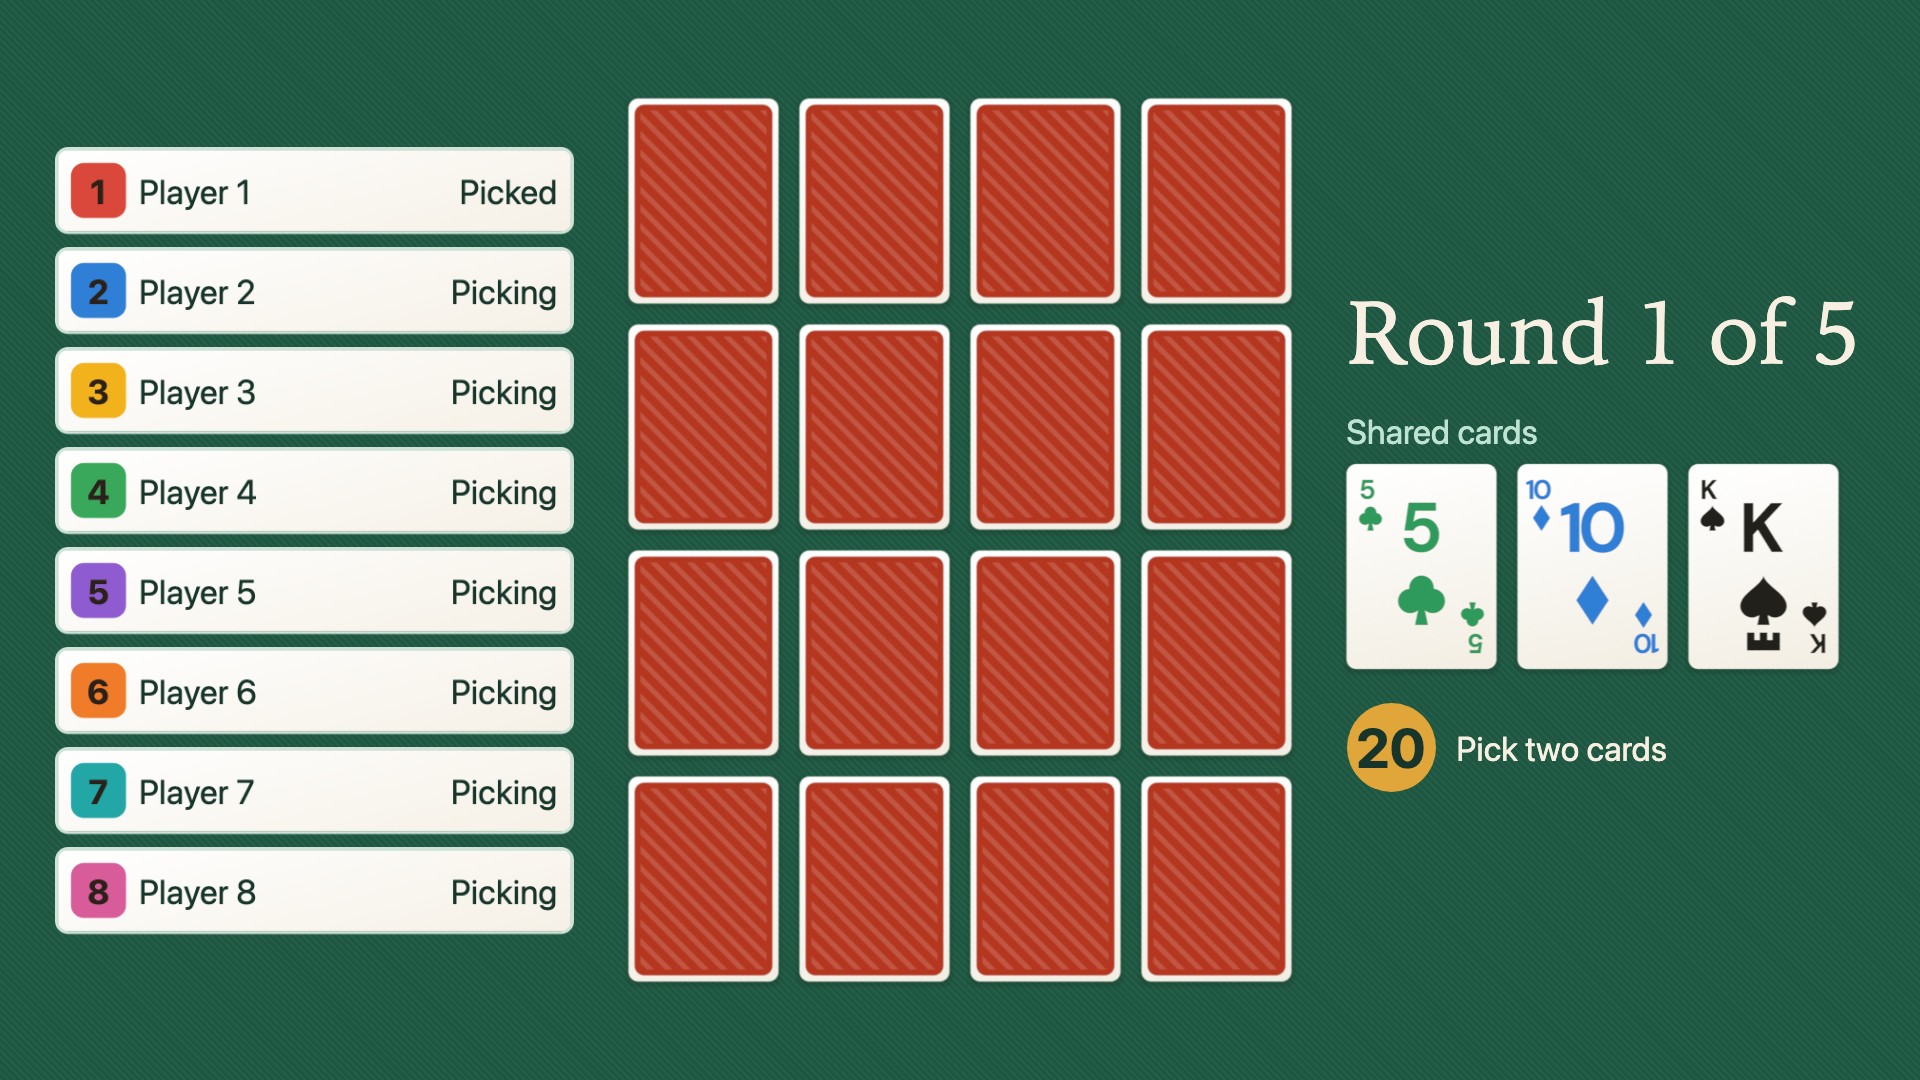 1 Player 1 Picked
2 Player 2 Picking
3 Player 3 Picking
4 Player 4 Picking
5 Player 5 Picking
6 Player 6 Picking
7 Player 7 Picking
8 Player 8 Picking
Round 1 of 5
Shared cards
5 10 K
5 10 K
5 10 K
20 Pick two cards